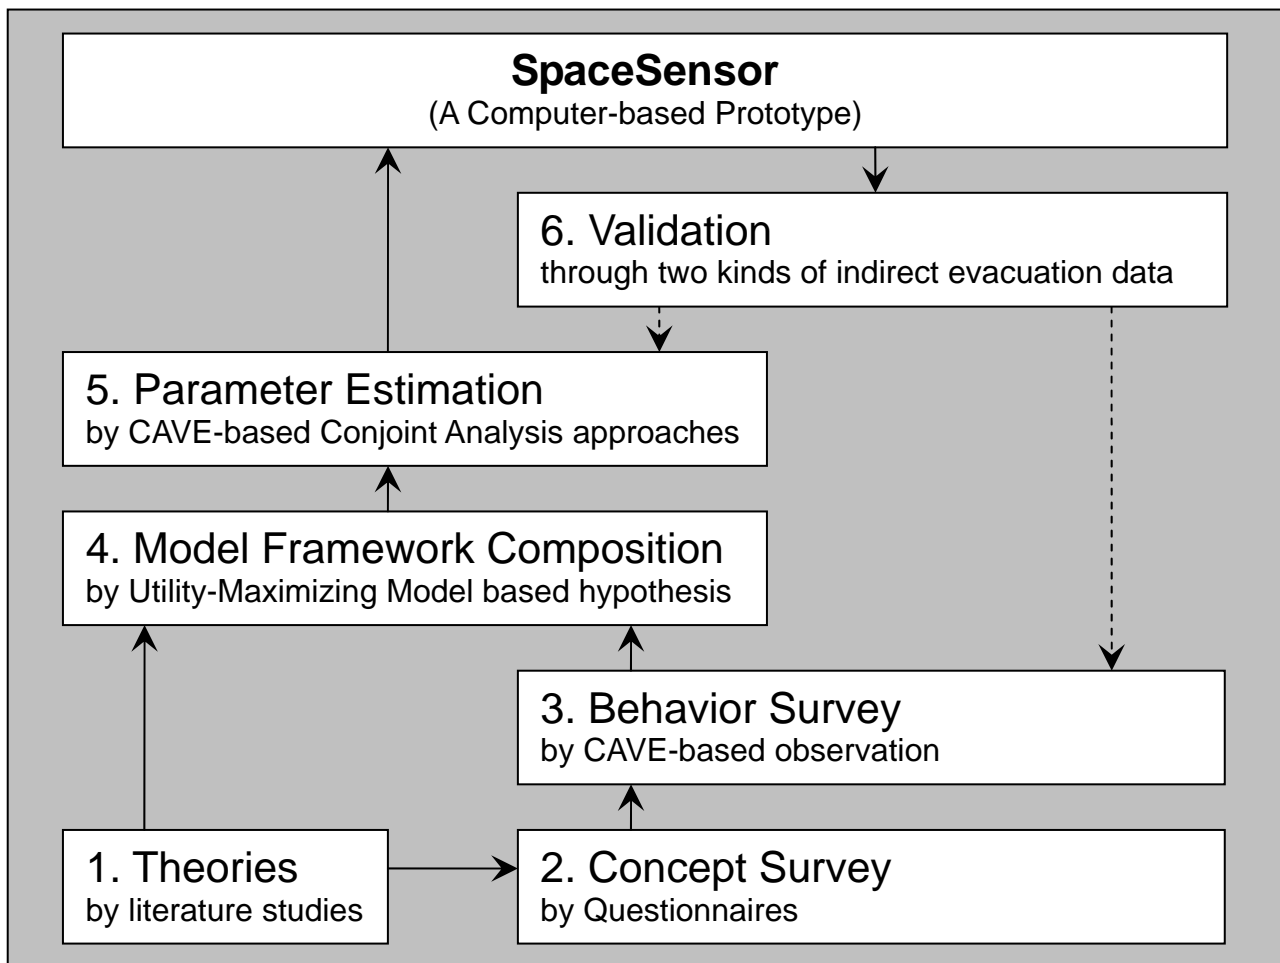 SpaceSensor
(A Computer-based Prototype)
6. Validation
through two kinds of indirect evacuation data
5. Parameter Estimation
by CAVE-based Conjoint Analysis approaches
4. Model Framework Composition
by Utility-Maximizing Model based hypothesis
3. Behavior Survey
by CAVE-based observation
1. Theories
by literature studies
2. Concept Survey
by Questionnaires